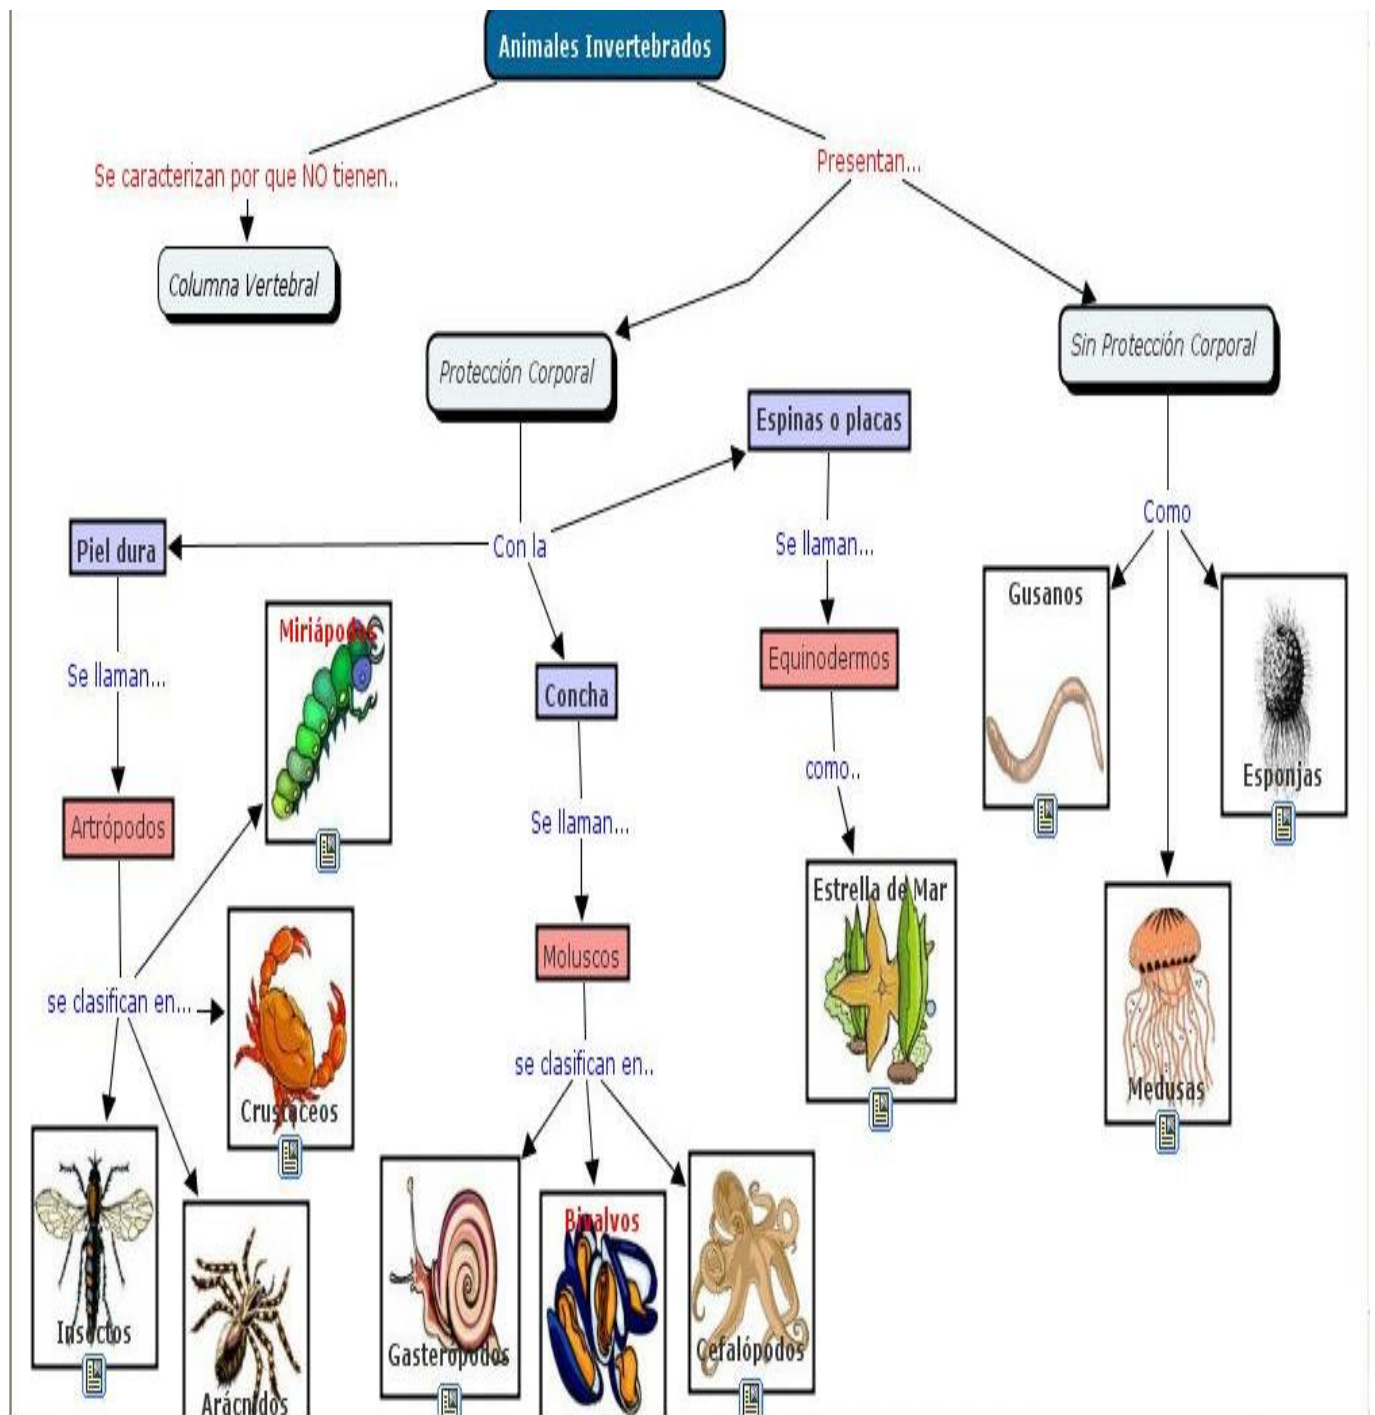 Animales Invertebrados
Se caracterizan por que NO tienen..
Presentan...
Columna Vertebral
Protección Corporal
Sin Protección Corporal
Espinas o placas
Piel dura
Con la
Se llaman...
Como
Gusanos
Esponjas
Miriápodos
Concha
Equinodermos
Se llaman...
Artrópodos
Se llaman...
como..
Estrella de Mar
Medusas
Moluscos
se clasifican en...
Crustáceos
se clasifican en..
Insectos
Arácnidos
Gasterópodos
Bivalvos
Cefalópodos